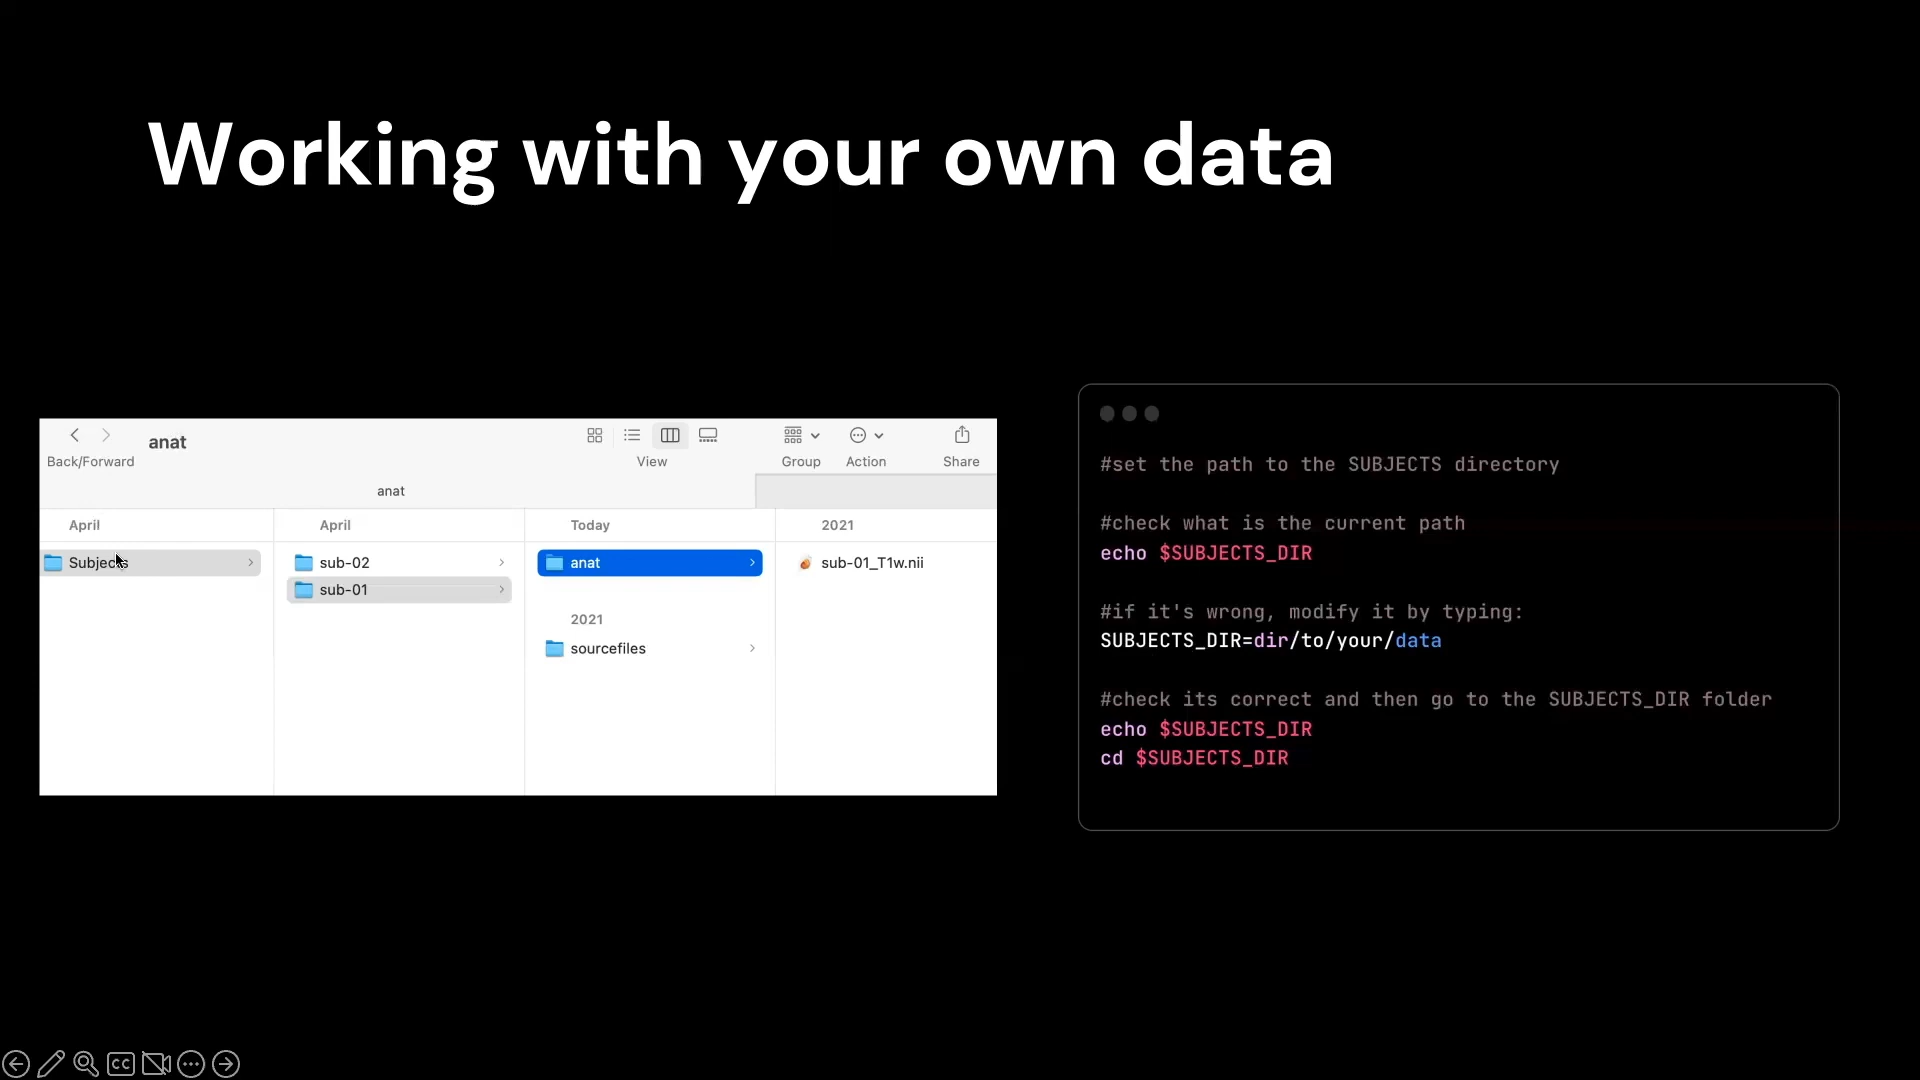 Working with your own data
anat
Back/Forward
View
Group
Action
Share
anat
April
April
Today
2021
Subjects
sub-02
sub-01
anat
2021
sourcefiles
sub-01_T1w.nii
#set the path to the SUBJECTS directory
#check what is the current path
echo $SUBJECTS_DIR
#if it's wrong, modify it by typing:
SUBJECTS_DIR=dir/to/your/data
#check its correct and then go to the SUBJECTS_DIR folder
echo $SUBJECTS_DIR
cd $SUBJECTS_DIR
CC